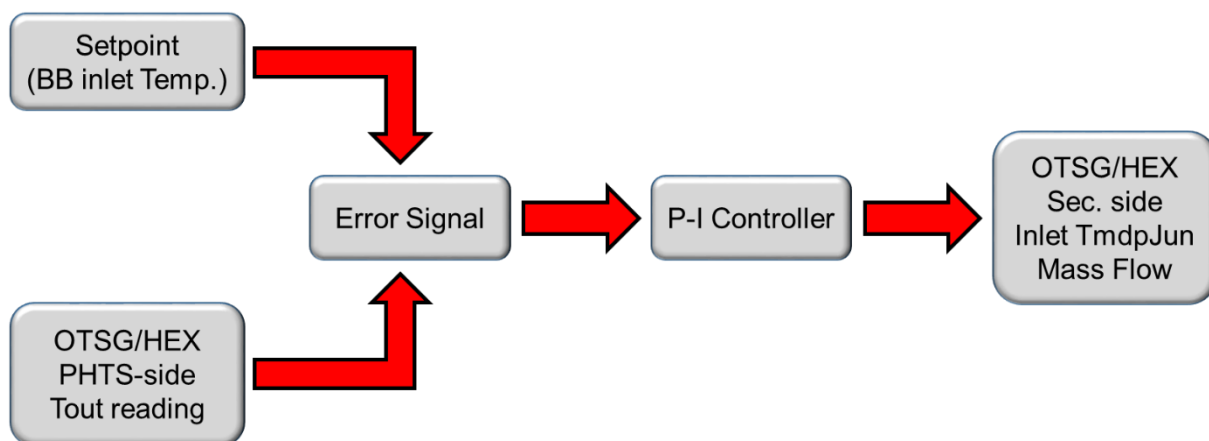 Setpoint
(BB inlet Temp.)
Error Signal
P-I Controller
OTSG/HEX
Sec. side
Inlet TmdpJun
Mass Flow
OTSG/HEX
PHTS-side
Tout reading